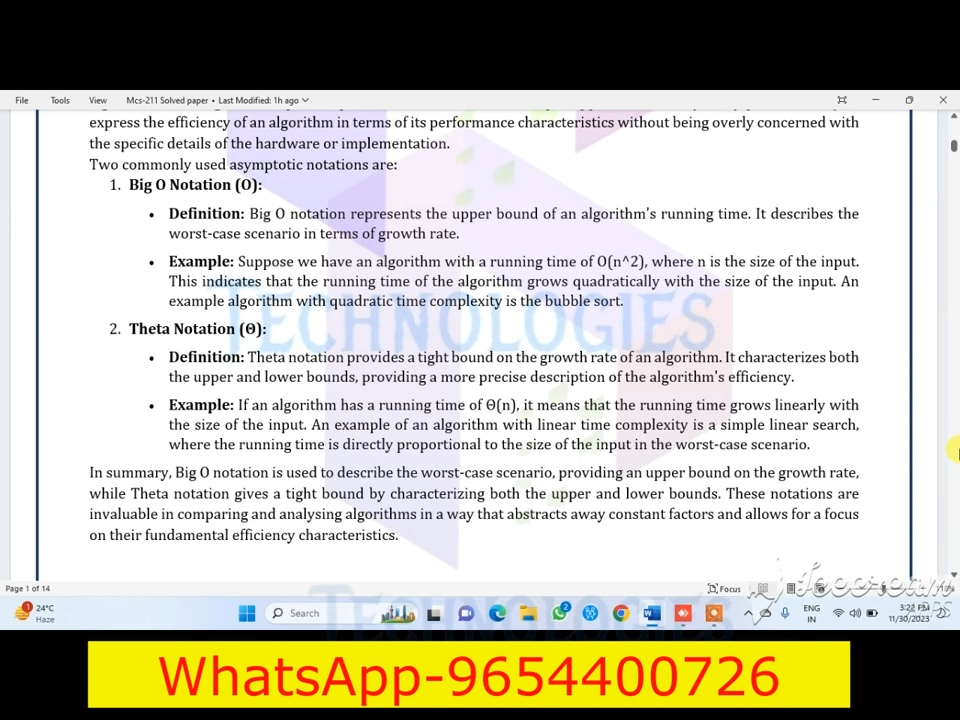 File Tools View Mcs-211 Solved paper • Last Modified: 1h ago
express the efficiency of an algorithm in terms of its performance characteristics without being overly concerned with
the specific details of the hardware or implementation.
Two commonly used asymptotic notations are:
1. Big O Notation (O):
• Definition: Big O notation represents the upper bound of an algorithm's running time. It describes the
worst-case scenario in terms of growth rate.
• Example: Suppose we have an algorithm with a running time of O(n^2), where n is the size of the input.
This indicates that the running time of the algorithm grows quadratically with the size of the input. An
example algorithm with quadratic time complexity is the bubble sort.
TECHNOLOGIES
2. Theta Notation (Θ):
• Definition: Theta notation provides a tight bound on the growth rate of an algorithm. It characterizes both
the upper and lower bounds, providing a more precise description of the algorithm's efficiency.
• Example: If an algorithm has a running time of Θ(n), it means that the running time grows linearly with
the size of the input. An example of an algorithm with linear time complexity is a simple linear search,
where the running time is directly proportional to the size of the input in the worst-case scenario.
In summary, Big O notation is used to describe the worst-case scenario, providing an upper bound on the growth rate,
while Theta notation gives a tight bound by characterizing both the upper and lower bounds. These notations are
invaluable in comparing and analysing algorithms in a way that abstracts away constant factors and allows for a focus
on their fundamental efficiency characteristics.
Page 1 of 14 Focus
24°C
Haze
Search
2
ENG
IN
3:22 PM
11/30/2023
WhatsApp-9654400726